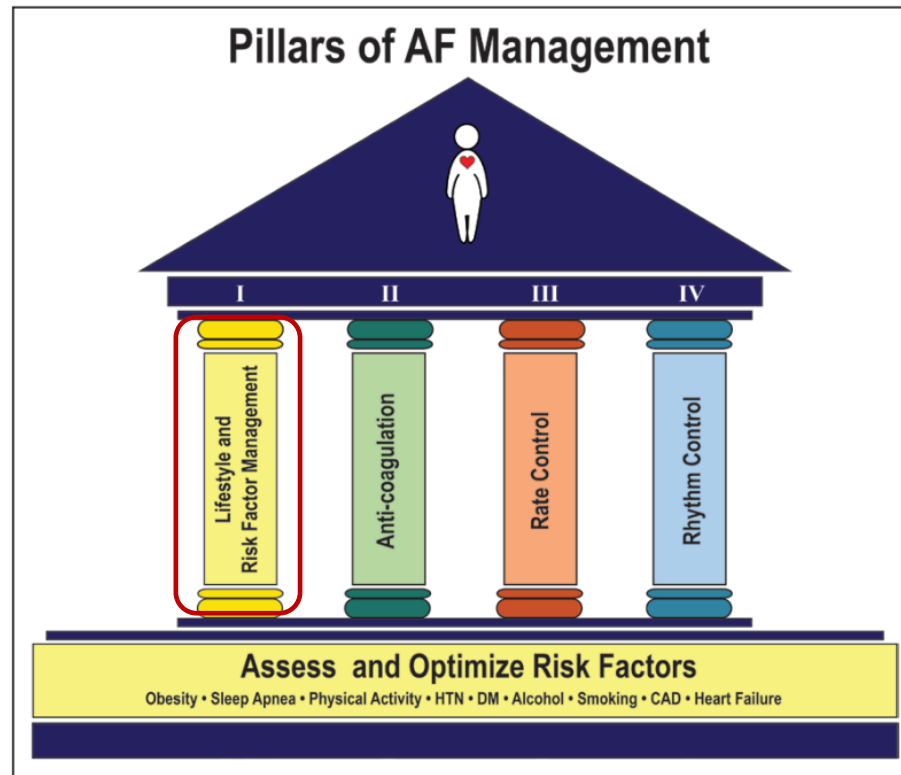 Pillars of AF Management
I II III IV
Lifestyle and
Risk Factor Management
Anti-coagulation
Rate Control
Rhythm Control
Assess and Optimize Risk Factors
Obesity • Sleep Apnea • Physical Activity • HTN • DM • Alcohol • Smoking • CAD • Heart Failure